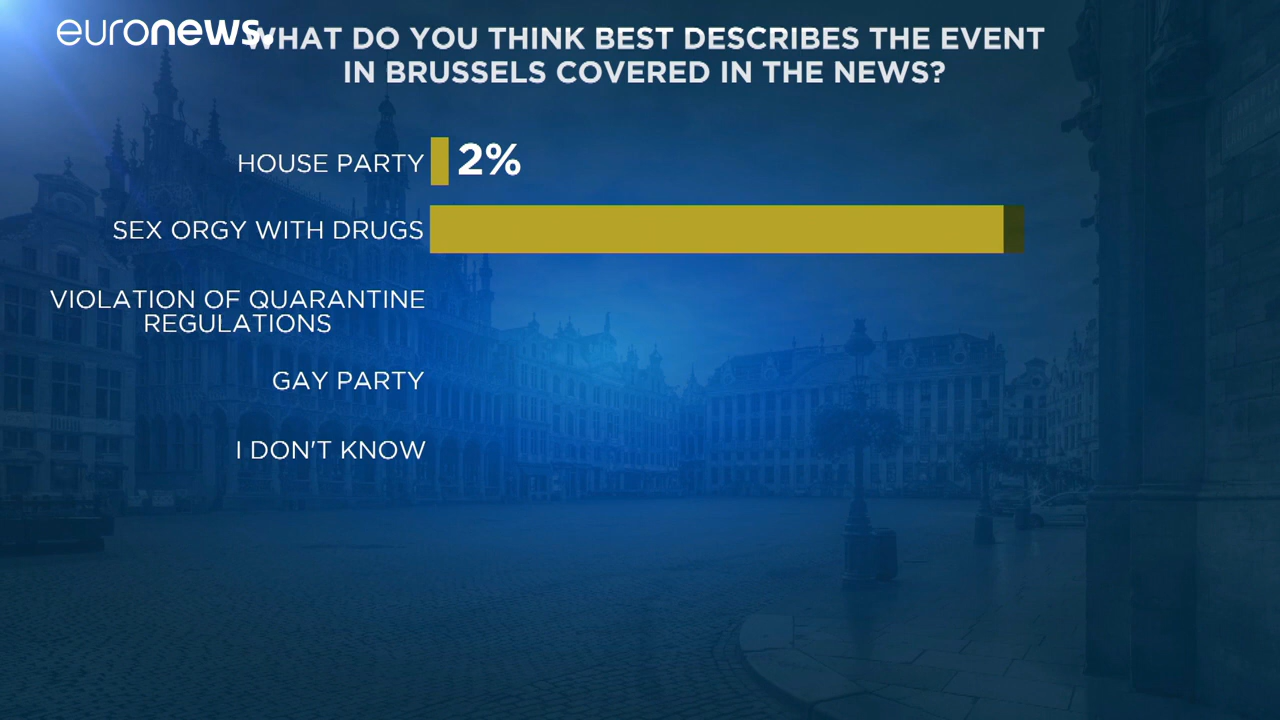 euronews.
WHAT DO YOU THINK BEST DESCRIBES THE EVENT
IN BRUSSELS COVERED IN THE NEWS?
HOUSE PARTY 2%
SEX ORGY WITH DRUGS
VIOLATION OF QUARANTINE
REGULATIONS
GAY PARTY
I DON'T KNOW